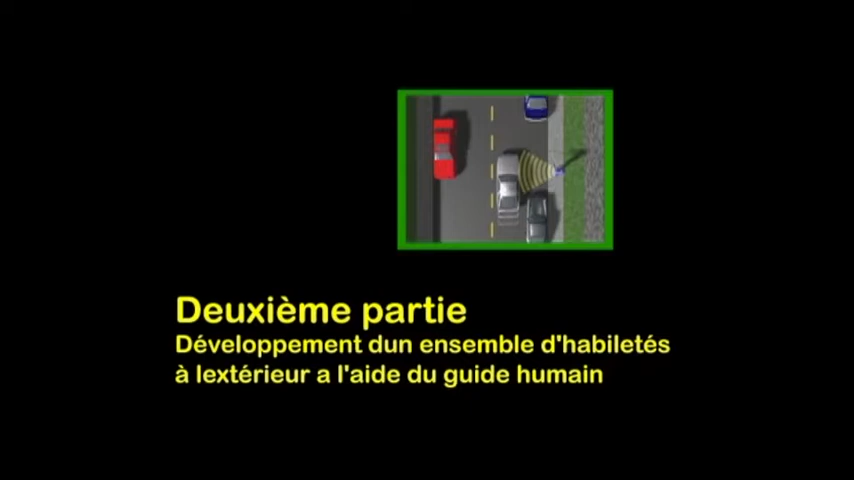 Deuxième partie
Développement dun ensemble d'habiletés
à lextérieur a l'aide du guide humain